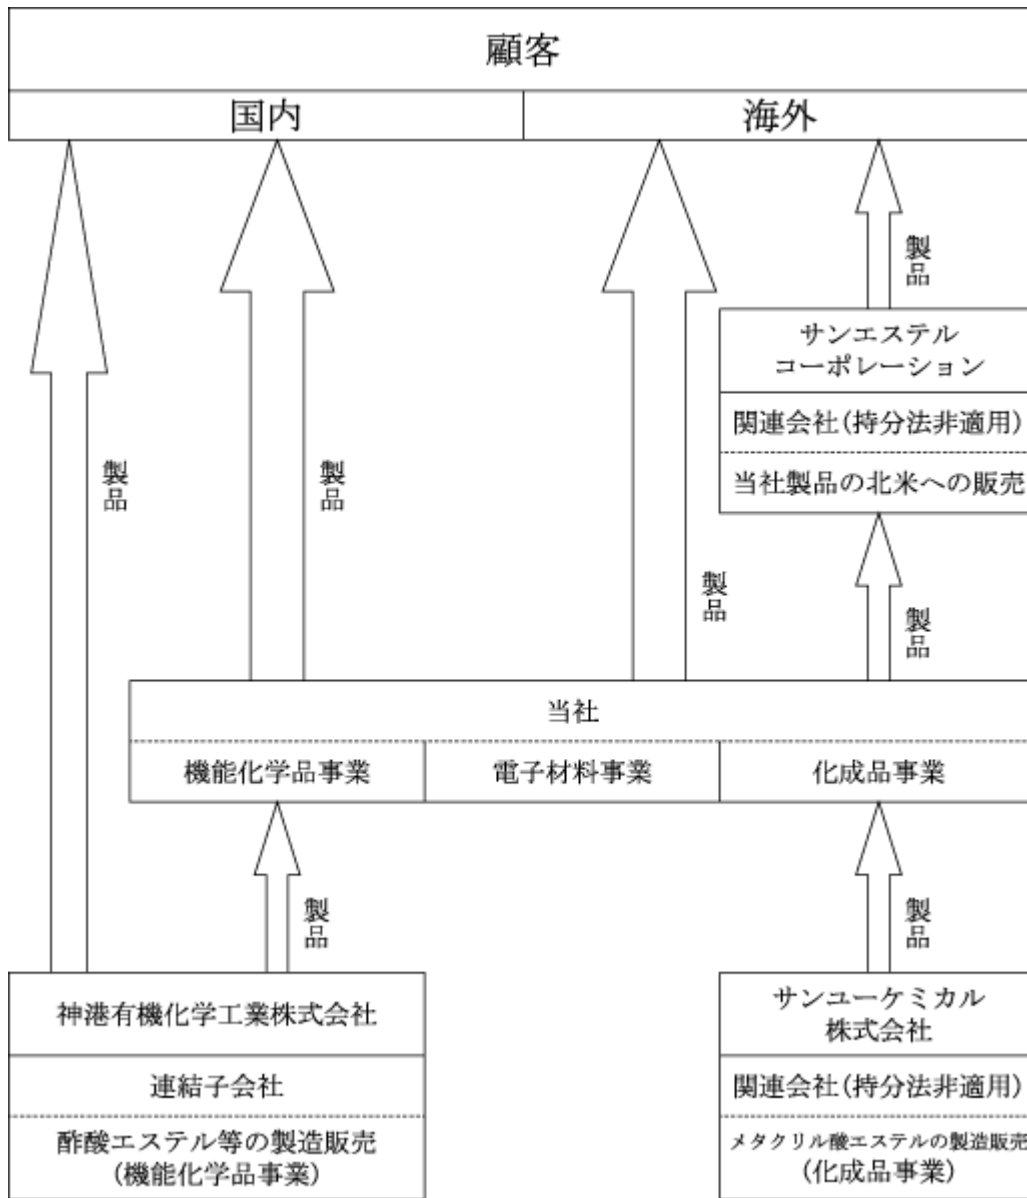 顧客
国内
海外
製品
サンエステル
コーポレーション
関連会社(持分法非適用)
当社製品の北米への販売
製品
製品
製品
製品
当社
機能化学品事業
電子材料事業
化成品事業
製品
製品
神港有機化学工業株式会社
連結子会社
酢酸エステル等の製造販売
(機能化学品事業)
サンユーケミカル
株式会社
関連会社(持分法非適用)
メタクリル酸エステルの製造販売
(化成品事業)